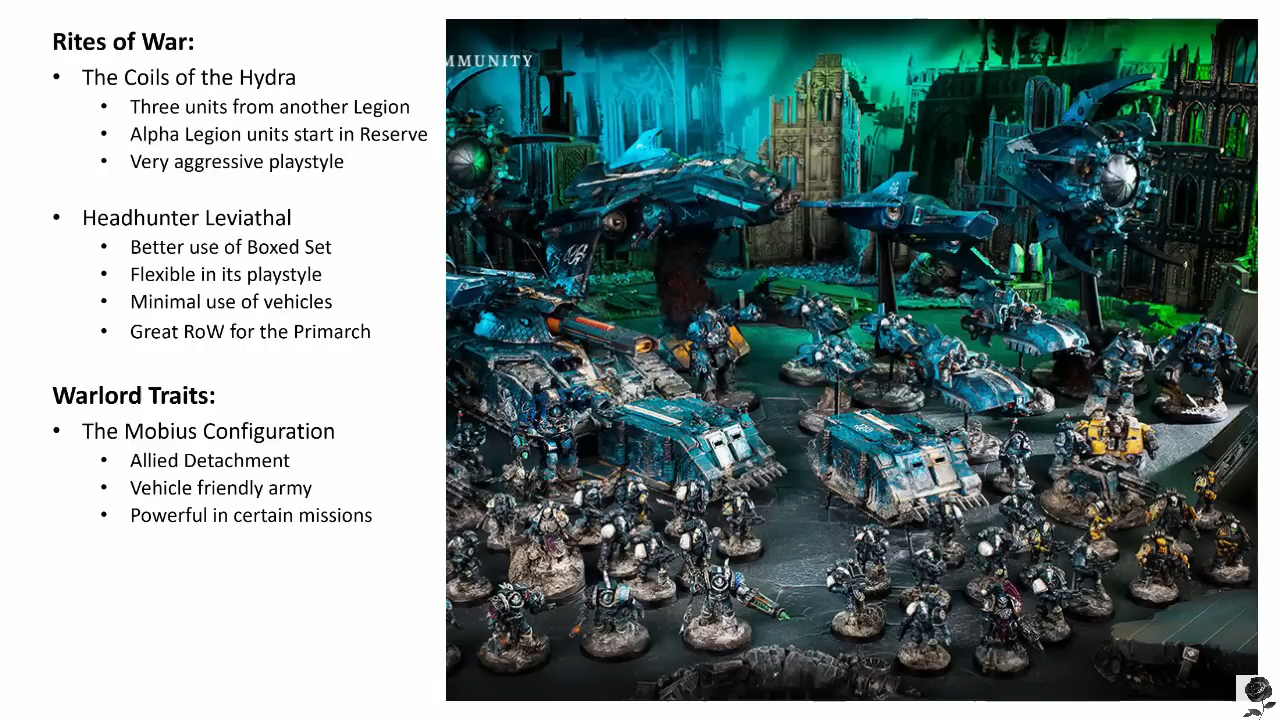 Rites of War:
• The Coils of the Hydra
• Three units from another Legion
• Alpha Legion units start in Reserve
• Very aggressive playstyle
• Headhunter Leviathal
• Better use of Boxed Set
• Flexible in its playstyle
• Minimal use of vehicles
• Great RoW for the Primarch
Warlord Traits:
• The Mobius Configuration
• Allied Detachment
• Vehicle friendly army
• Powerful in certain missions
MMUNITY